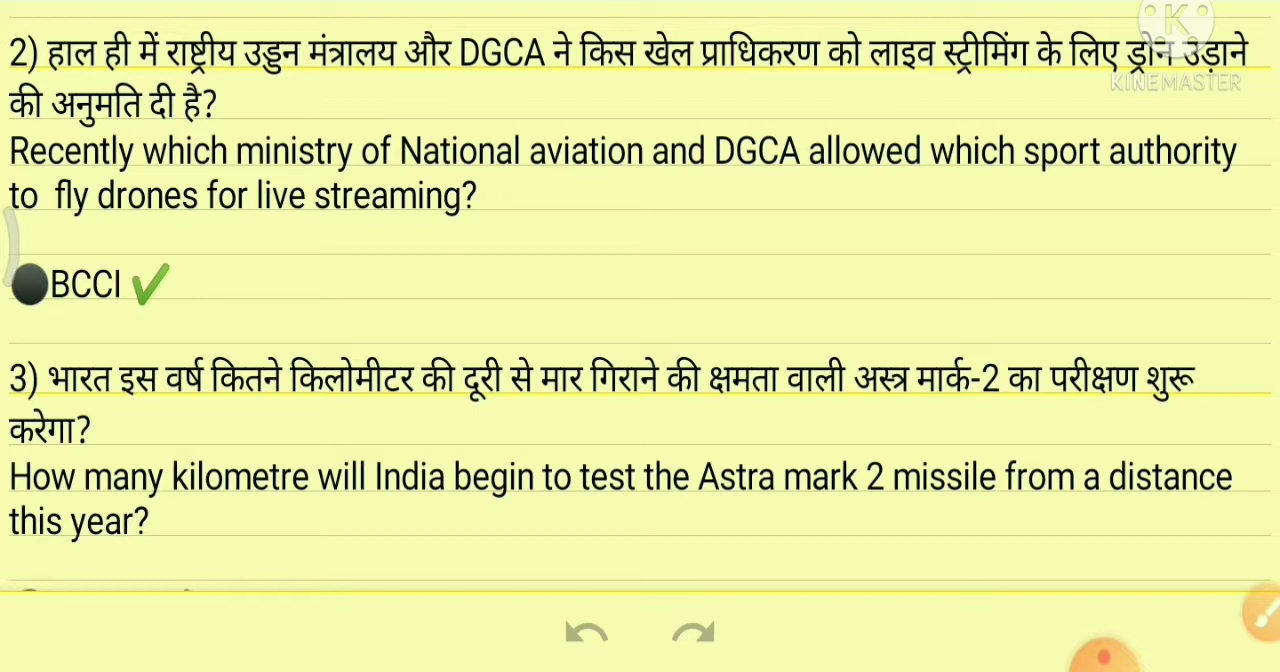 2) हाल ही में राष्ट्रीय उड्डन मंत्रालय और DGCA ने किस खेल प्राधिकरण को लाइव स्ट्रीमिंग के लिए ड्रोन उड़ाने
की अनुमति दी है?
Recently which ministry of National aviation and DGCA allowed which sport authority
to fly drones for live streaming?
BCCI
3) भारत इस वर्ष कितने किलोमीटर की दूरी से मार गिराने की क्षमता वाली अस्त्र मार्क-2 का परीक्षण शुरू
करेगा?
How many kilometre will India begin to test the Astra mark 2 missile from a distance
this year?
K
KINEMASTER